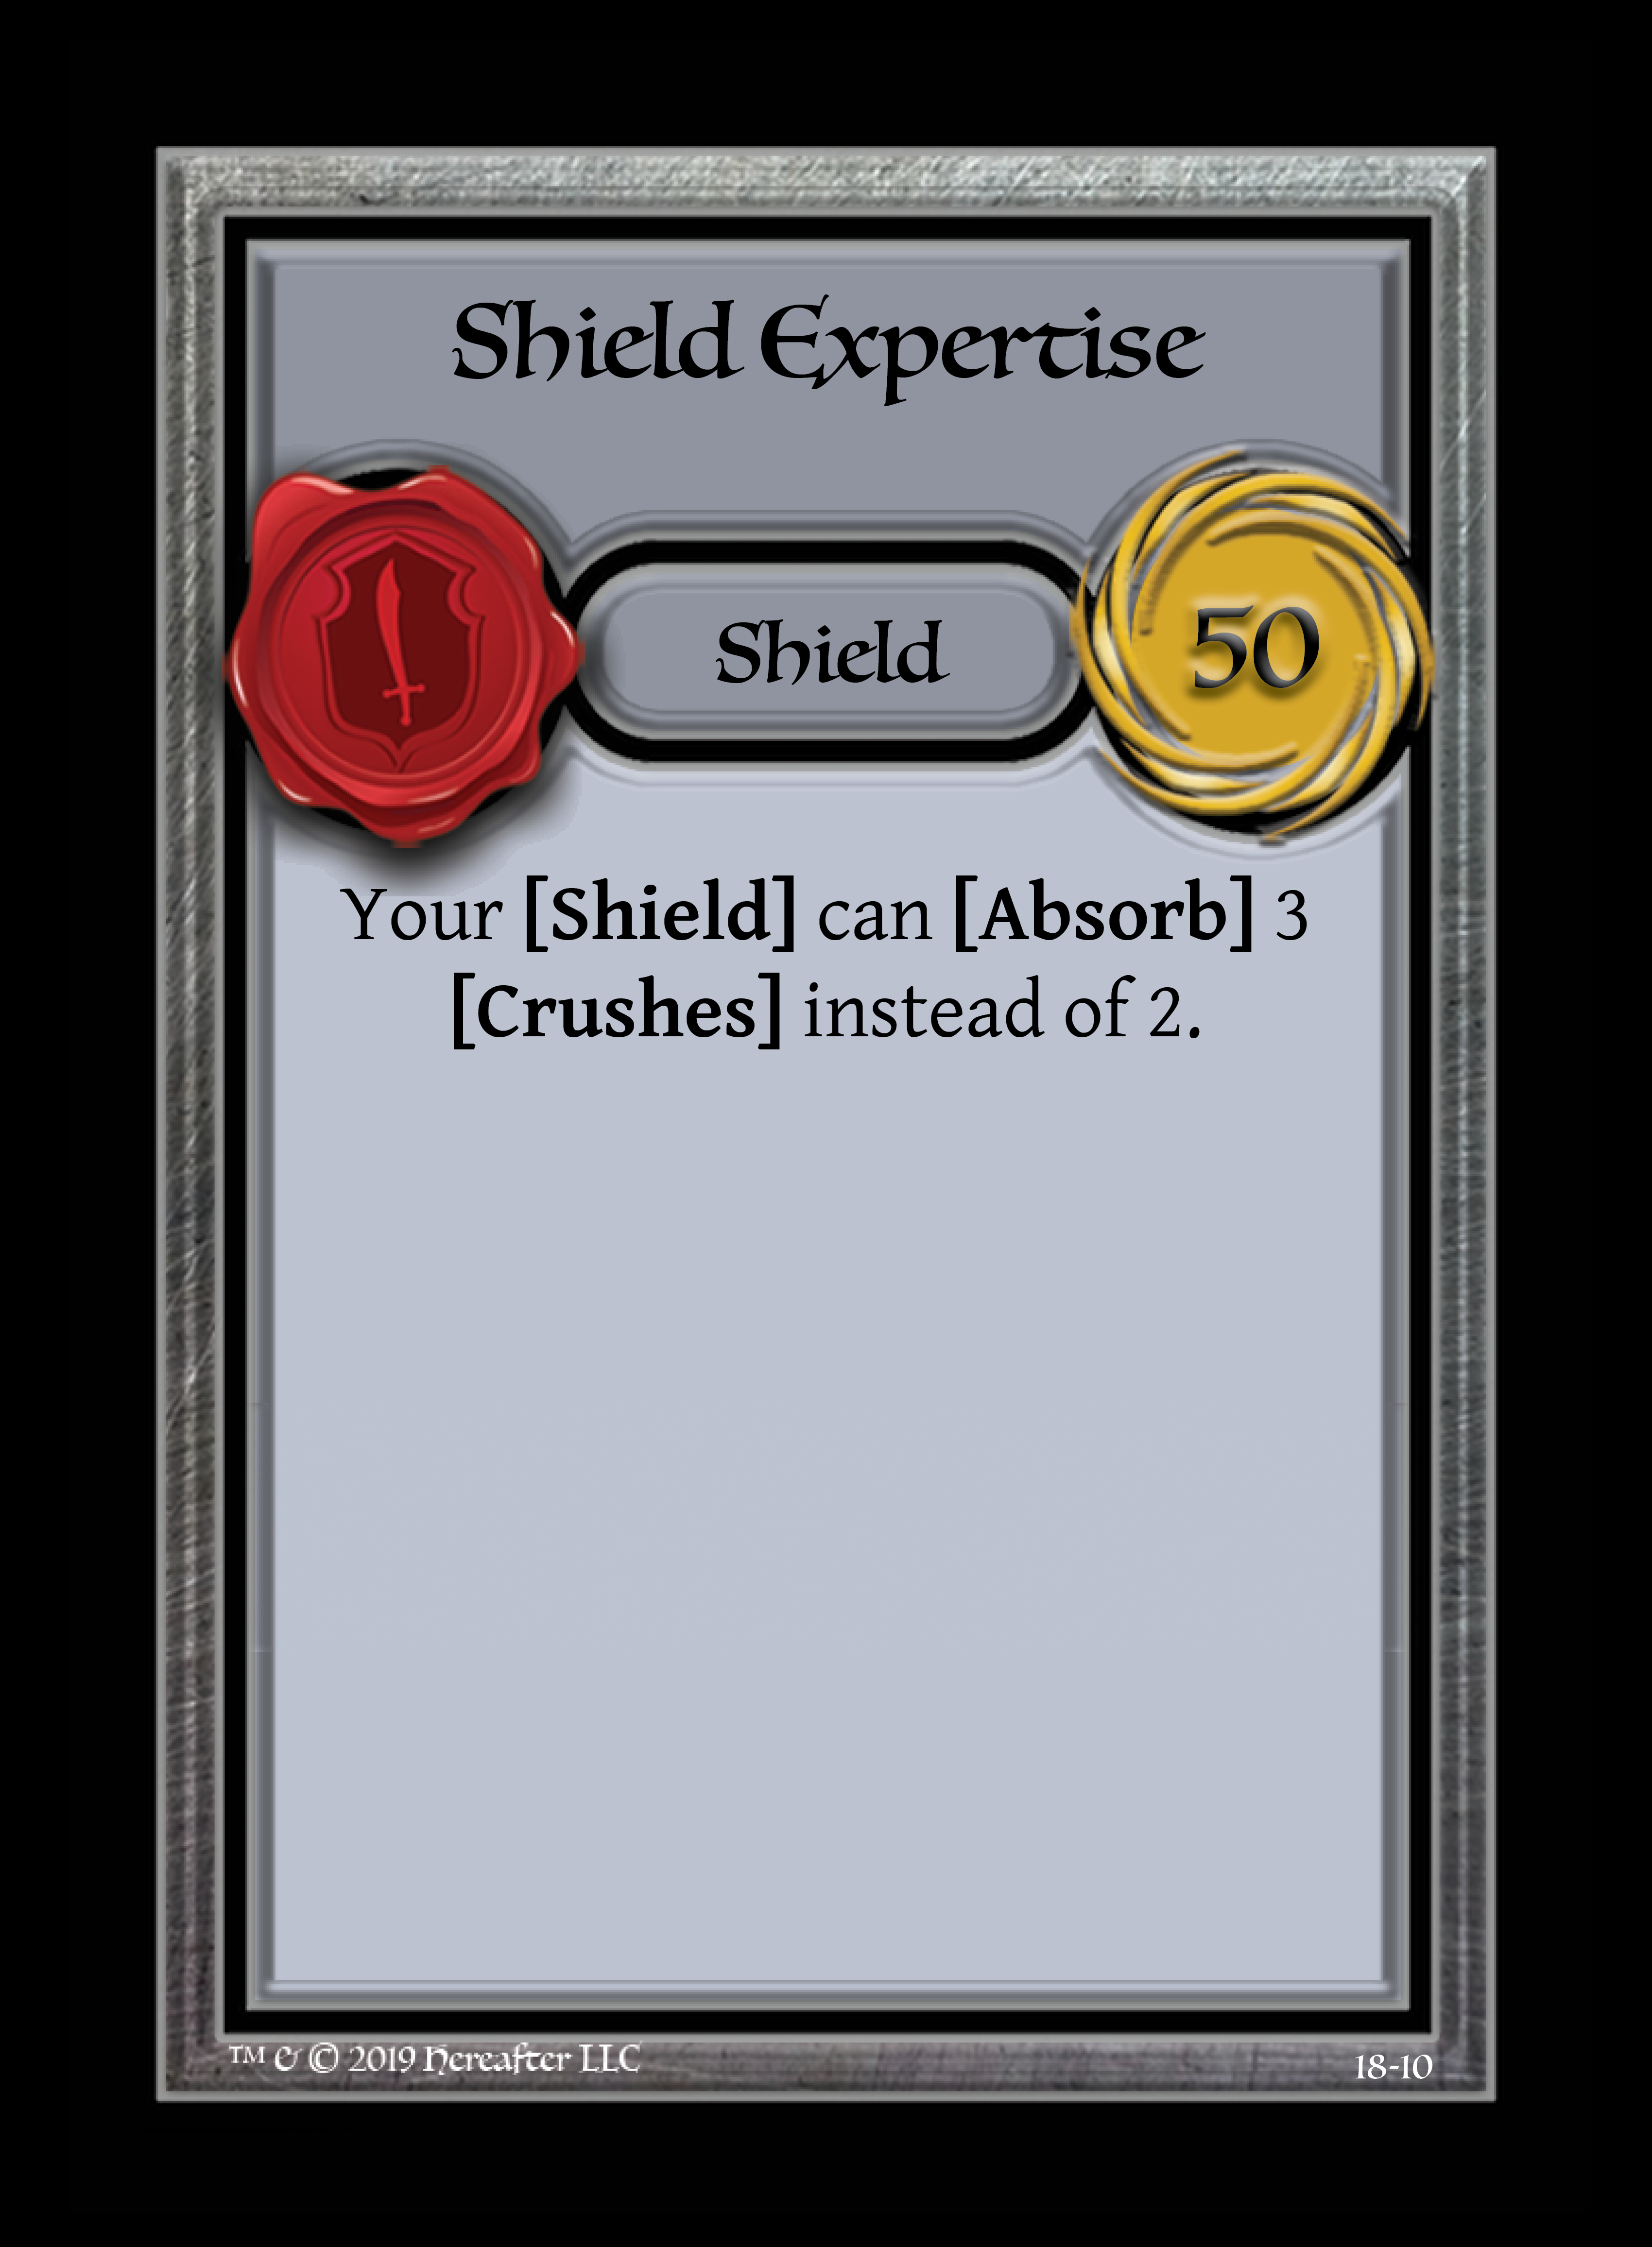 Shield Expertise
Shield
50
Your [Shield] can [Absorb] 3
[Crushes] instead of 2.
™ & © 2019 Hereafter LLC
18-10